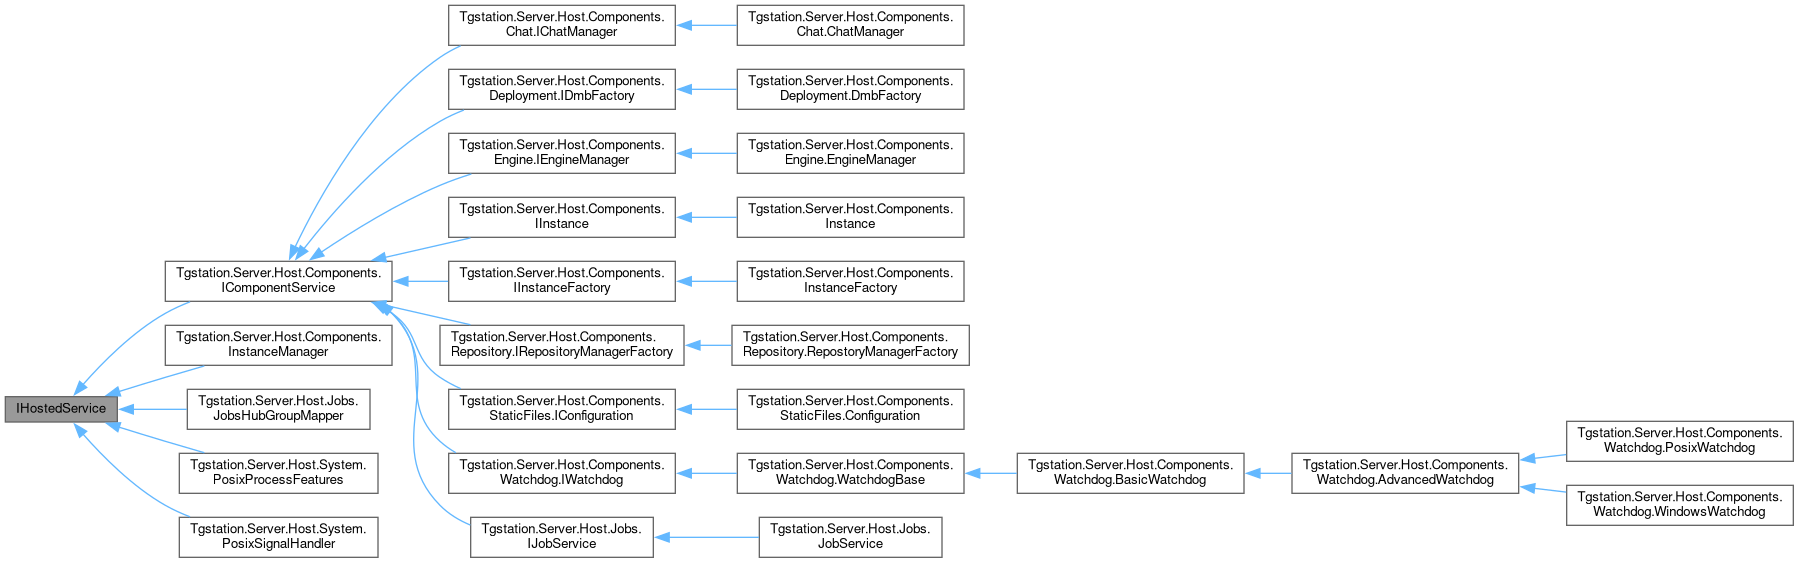 Tgstation.Server.Host.Components.
Chat.IChatManager
Tgstation.Server.Host.Components.
Chat.ChatManager
Tgstation.Server.Host.Components.
Deployment.IDmbFactory
Tgstation.Server.Host.Components.
Deployment.DmbFactory
Tgstation.Server.Host.Components.
Engine.IEngineManager
Tgstation.Server.Host.Components.
Engine.EngineManager
Tgstation.Server.Host.Components.
IInstance
Tgstation.Server.Host.Components.
Instance
Tgstation.Server.Host.Components.
IComponentService
Tgstation.Server.Host.Components.
IInstanceFactory
Tgstation.Server.Host.Components.
InstanceFactory
Tgstation.Server.Host.Components.
InstanceManager
Tgstation.Server.Host.Components.
Repository.IRepositoryManagerFactory
Tgstation.Server.Host.Components.
Repository.RepostoryManagerFactory
IHostedService
Tgstation.Server.Host.Jobs.
JobsHubGroupMapper
Tgstation.Server.Host.Components.
StaticFiles.IConfiguration
Tgstation.Server.Host.Components.
StaticFiles.Configuration
Tgstation.Server.Host.System.
PosixProcessFeatures
Tgstation.Server.Host.Components.
Watchdog.IWatchdog
Tgstation.Server.Host.Components.
Watchdog.WatchdogBase
Tgstation.Server.Host.Components.
Watchdog.BasicWatchdog
Tgstation.Server.Host.Components.
Watchdog.AdvancedWatchdog
Tgstation.Server.Host.Components.
Watchdog.PosixWatchdog
Tgstation.Server.Host.Components.
Watchdog.WindowsWatchdog
Tgstation.Server.Host.System.
PosixSignalHandler
Tgstation.Server.Host.Jobs.
IJobService
Tgstation.Server.Host.Jobs.
JobService